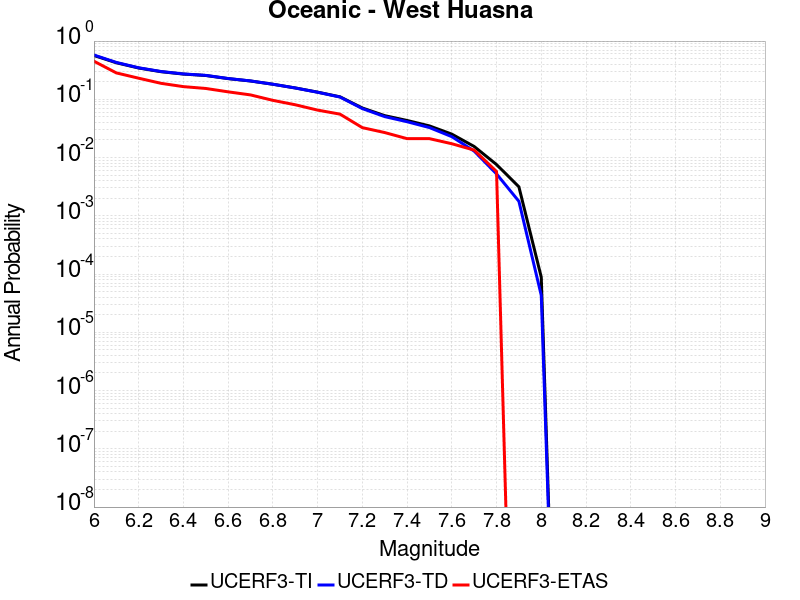 Oceanic - West Huasna
10^0
10^-1
10^-2
10^-3
10^-4
10^-5
10^-6
10^-7
10^-8
Annual Probability
6 6.2 6.4 6.6 6.8 7 7.2 7.4 7.6 7.8 8 8.2 8.4 8.6 8.8 9
Magnitude
UCERF3-TI UCERF3-TD UCERF3-ETAS